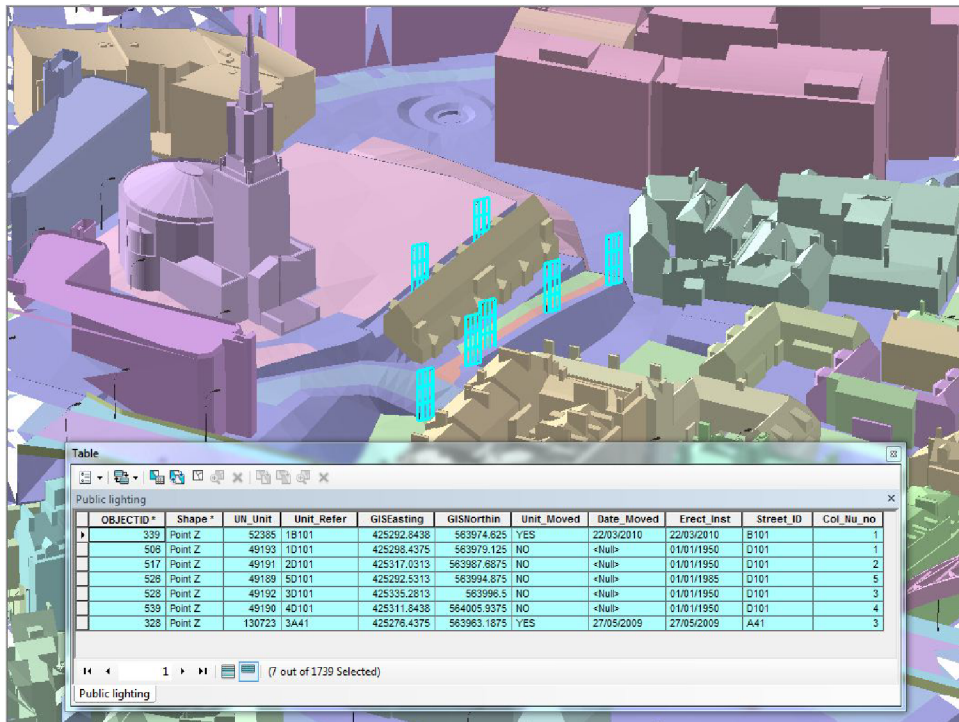 Table
Public lighting
OBJECTID * Shape * UN_Unit Unit_Refer GISEasting GISNorthin Unit_Moved Date_Moved Erect_Inst Street_ID Col_Nu_no
339 Point Z 52385 1B101 425292.8438 563974.625 YES 22/03/2010 22/03/2010 B101 1
506 Point Z 49193 1D101 425298.4375 563979.125 NO <Null> 01/01/1950 D101 1
517 Point Z 49191 2D101 425317.0313 563987.6875 NO <Null> 01/01/1950 D101 2
526 Point Z 49189 5D101 425292.5313 563994.875 NO <Null> 01/01/1985 D101 5
528 Point Z 49192 3D101 425335.2813 563996.5 NO <Null> 01/01/1950 D101 3
539 Point Z 49190 4D101 425311.8438 564005.9375 NO <Null> 01/01/1950 D101 4
328 Point Z 130723 3A41 425276.4375 563963.1875 YES 27/05/2009 27/05/2009 A41 3
1 (7 out of 1739 Selected)
Public lighting